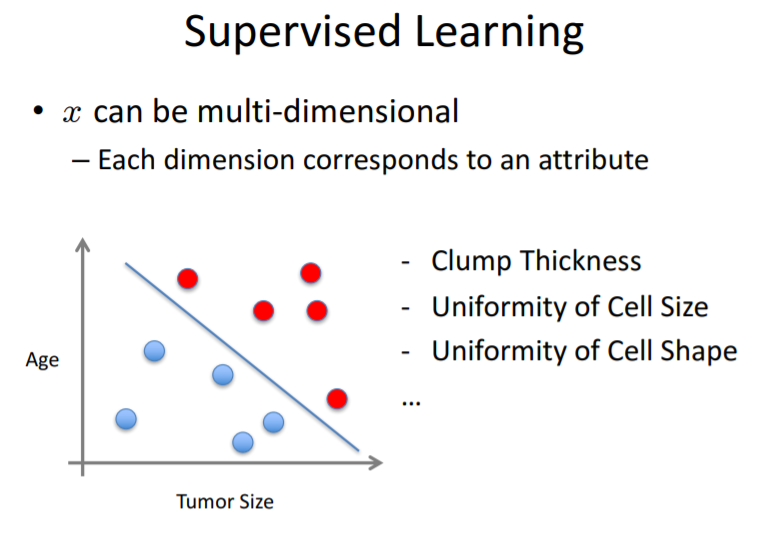 Supervised Learning
• x can be multi-dimensional
– Each dimension corresponds to an attribute
- Clump Thickness
- Uniformity of Cell Size
- Uniformity of Cell Shape
...
Age
Tumor Size